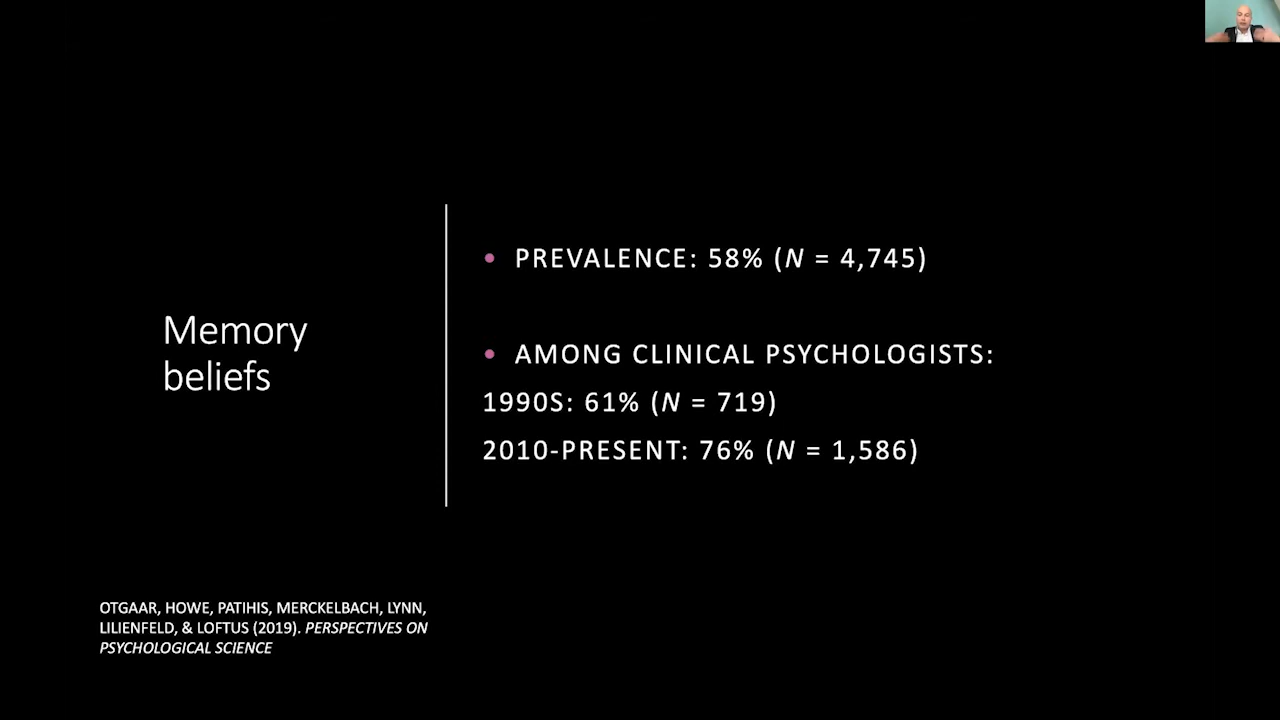 Memory
beliefs
• PREVALENCE: 58% (N = 4,745)
• AMONG CLINICAL PSYCHOLOGISTS:
1990S: 61% (N = 719)
2010-PRESENT: 76% (N = 1,586)
OTGAAR, HOWE, PATIHIS, MERCKELBACH, LYNN,
LILIENFELD, & LOFTUS (2019). PERSPECTIVES ON
PSYCHOLOGICAL SCIENCE